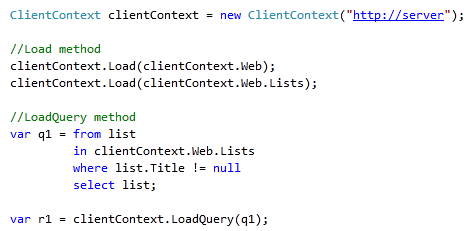 ClientContext clientContext = new ClientContext("http://server");
//Load method
clientContext.Load(clientContext.Web);
clientContext.Load(clientContext.Web.Lists);
//LoadQuery method
var q1 = from list
in clientContext.Web.Lists
where list.Title != null
select list;
var r1 = clientContext.LoadQuery(q1);